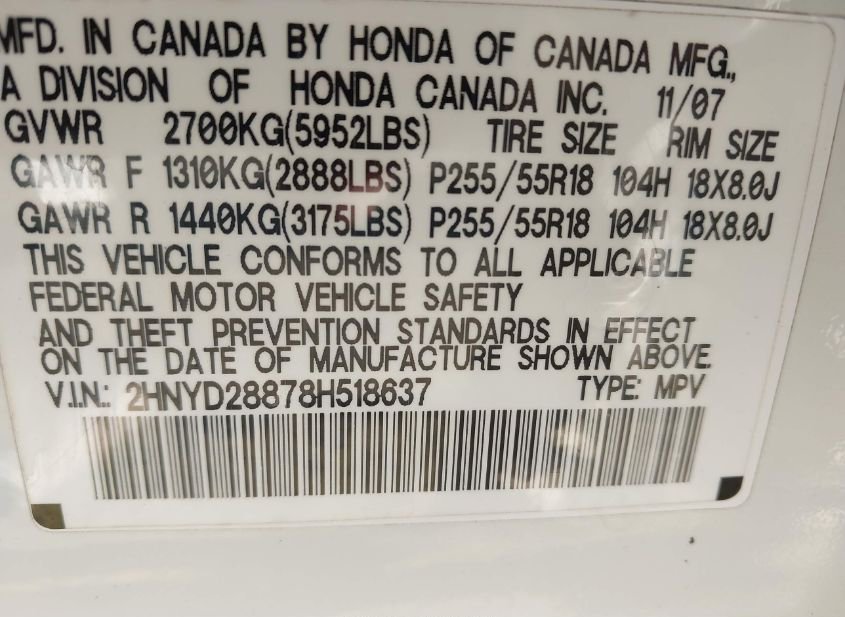 MFD. IN CANADA BY HONDA OF CANADA MFG.,
A DIVISION OF HONDA CANADA INC. 11/07
GVWR 2700KG(5952LBS) TIRE SIZE RIM SIZE
GAWR F 1310KG(2888LBS) P255/55R18 104H 18X8.0J
GAWR R 1440KG(3175LBS) P255/55R18 104H 18X8.0J
THIS VEHICLE CONFORMS TO ALL APPLICABLE
FEDERAL MOTOR VEHICLE SAFETY
AND THEFT PREVENTION STANDARDS IN EFFECT
ON THE DATE OF MANUFACTURE SHOWN ABOVE.
V.I.N.: 2HNYD28878H518637 TYPE: MPV